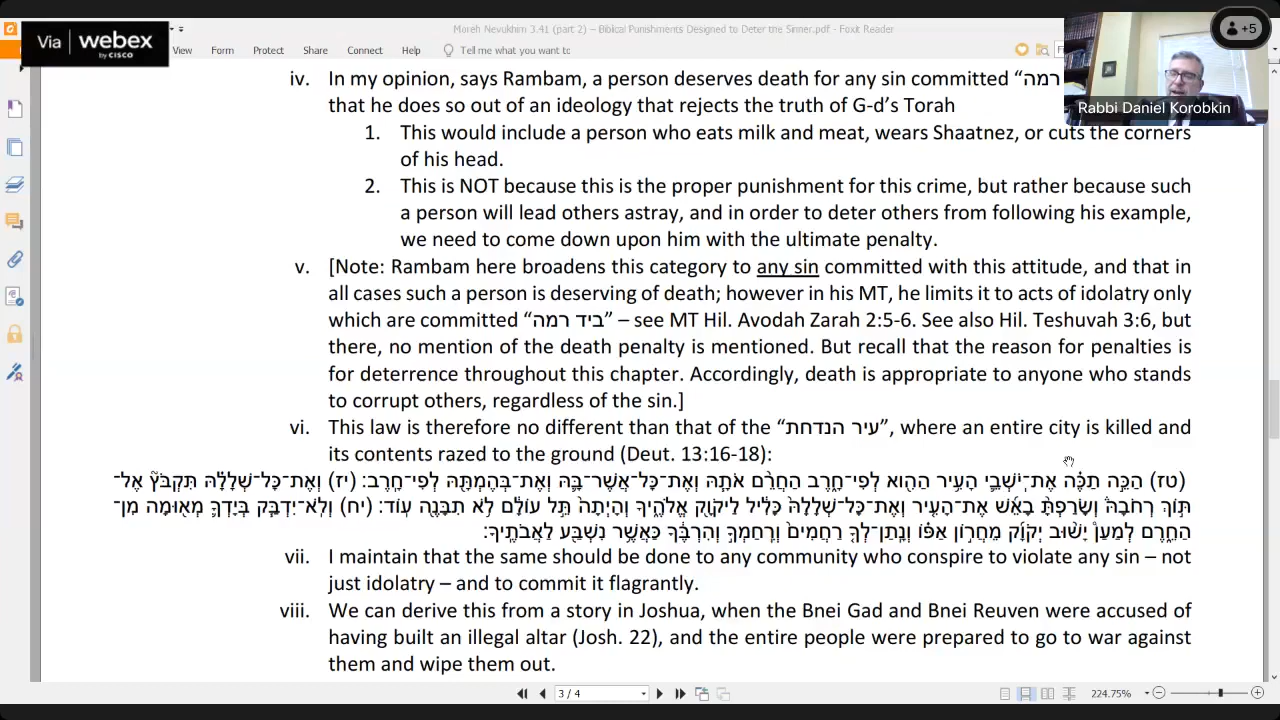 Moreh Nevukhim 3.41 (part 2) – Biblical Punishments Designed to Deter the Sinner.pdf - Foxit Reader
Via webex
by CISCO
View Form Protect Share Connect Help Tell me what you want to
+5
Rabbi Daniel Korobkin
iv. In my opinion, says Rambam, a person deserves death for any sin committed “רמה
that he does so out of an ideology that rejects the truth of G-d’s Torah
1. This would include a person who eats milk and meat, wears Shaatnez, or cuts the corners
of his head.
2. This is NOT because this is the proper punishment for this crime, but rather because such
a person will lead others astray, and in order to deter others from following his example,
we need to come down upon him with the ultimate penalty.
v. [Note: Rambam here broadens this category to any sin committed with this attitude, and that in
all cases such a person is deserving of death; however in his MT, he limits it to acts of idolatry only
which are committed “ביד רמה” – see MT Hil. Avodah Zarah 2:5-6. See also Hil. Teshuvah 3:6, but
there, no mention of the death penalty is mentioned. But recall that the reason for penalties is
for deterrence throughout this chapter. Accordingly, death is appropriate to anyone who stands
to corrupt others, regardless of the sin.]
vi. This law is therefore no different than that of the “עיר הנדחת”, where an entire city is killed and
its contents razed to the ground (Deut. 13:16-18):
(טז) הַכֵּ֣ה תַכֶּ֗ה אֶת־יֹֽשְׁבֵ֛י הָעִ֥יר הַהִ֖וא לְפִי־חָ֑רֶב הַחֲרֵ֨ם אֹתָ֧הּ וְאֶת־כָּל־אֲשֶׁר־בָּ֛הּ וְאֶת־בְּהֶמְתָּ֖הּ לְפִי־חָֽרֶב׃ (יז) וְאֶת־כָּל־שְׁלָלָ֗הּ תִּקְבֹּץ֮ אֶל־
תּ֣וֹךְ רְחֹבָהּ֒ וְשָׂרַפְתָּ֨ בָאֵ֜שׁ אֶת־הָעִ֤יר וְאֶת־כָּל־שְׁלָלָהּ֙ כָּלִ֔יל לַיקֹוָ֖ק אֱלֹהֶ֑יךָ וְהָיְתָה֙ תֵּ֣ל עוֹלָ֔ם לֹ֥א תִבָּנֶ֖ה עֽוֹד׃ (יח) וְלֹֽא־יִדְבַּ֧ק בְּיָדְךָ֛ מְא֖וּמָה מִן־
הַחֵ֑רֶם לְמַעַן֩ יָשׁ֨וּב יְקֹוָ֜ק מֵחֲר֣וֹן אַפּ֗וֹ וְנָֽתַן־לְךָ֤ רַחֲמִים֙ וְרִֽחַמְךָ֣ וְהִרְבֶּ֔ךָ כַּאֲשֶׁ֥ר נִשְׁבַּ֖ע לַאֲבֹתֶֽיךָ׃
vii. I maintain that the same should be done to any community who conspire to violate any sin – not
just idolatry – and to commit it flagrantly.
viii. We can derive this from a story in Joshua, when the Bnei Gad and Bnei Reuven were accused of
having built an illegal altar (Josh. 22), and the entire people were prepared to go to war against
them and wipe them out.
3 / 4
224.75%